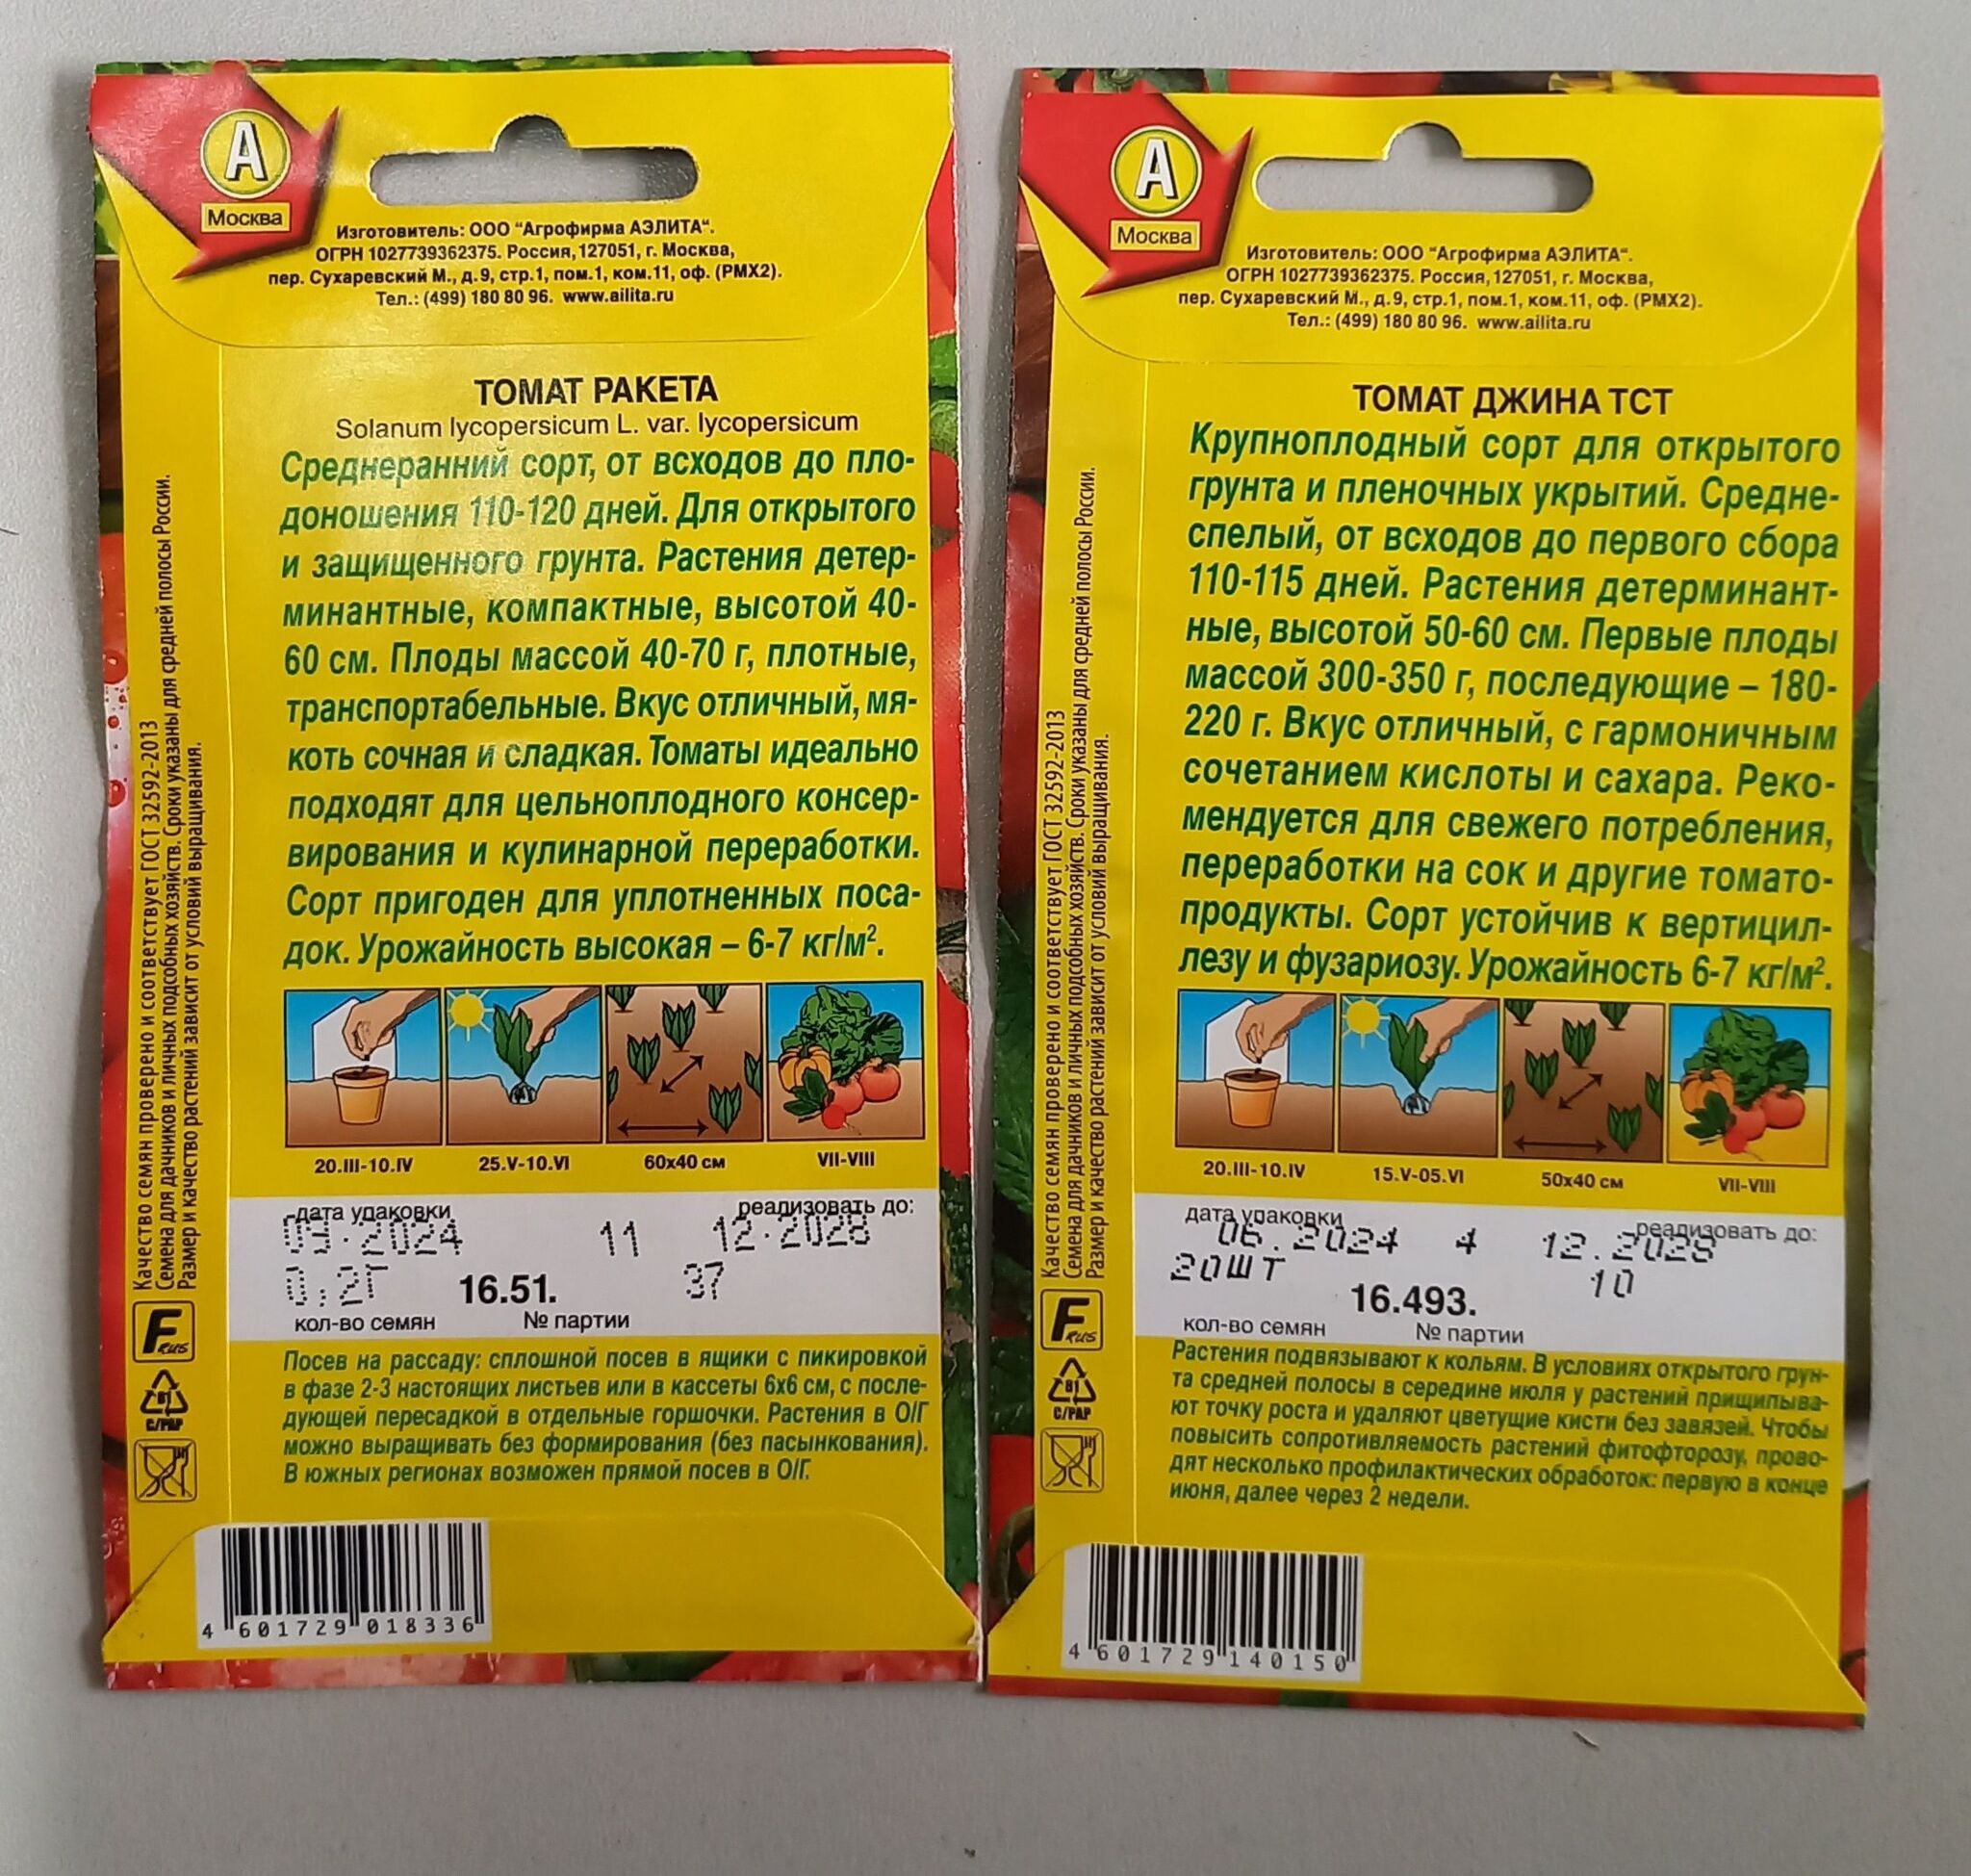 А
Москва
Изготовитель: ООО "Агрофирма АЭЛИТА".
ОГРН 1027739362375. Россия, 127051, г. Москва,
пер. Сухаревский М., д.9, стр.1, пом.1, ком.11, оф. (РМХ2).
Тел.: (499) 180 80 96. www.ailita.ru
ТОМАТ РАКЕТА
Solanum lycopersicum L. var. lycopersicum
Среднеранний сорт, от всходов до пло-
доношения 110-120 дней. Для открытого
и защищенного грунта. Растения детер-
минантные, компактные, высотой 40-
60 см. Плоды массой 40-70 г, плотные,
транспортабельные. Вкус отличный, мя-
коть сочная и сладкая. Томаты идеально
подходят для цельноплодного консер-
вирования и кулинарной переработки.
Сорт пригоден для уплотненных поса-
док. Урожайность высокая – 6-7 кг/м².
20.III-10.IV 25.V-10.VI 60х40 см VII-VIII
дата упаковки реализовать до:
09.2024 11 12.2028
0,2Г 16.51. 37
кол-во семян № партии
Посев на рассаду: сплошной посев в ящики с пикировкой
в фазе 2-3 настоящих листьев или в кассеты 6х6 см, с после-
дующей пересадкой в отдельные горшочки. Растения в О/Г
можно выращивать без формирования (без пасынкования).
В южных регионах возможен прямой посев в О/Г.
Качество семян проверено и соответствует ГОСТ 32592-2013
Семена для дачников и личных подсобных хозяйств. Сроки указаны для средней полосы России.
Размер и качество растений зависит от условий выращивания.
F RUS
81
C/PAP
4 601729 018336
А
Москва
Изготовитель: ООО "Агрофирма АЭЛИТА".
ОГРН 1027739362375. Россия, 127051, г. Москва,
пер. Сухаревский М., д.9, стр.1, пом.1, ком.11, оф. (РМХ2).
Тел.: (499) 180 80 96. www.ailita.ru
ТОМАТ ДЖИНА ТСТ
Крупноплодный сорт для открытого
грунта и пленочных укрытий. Средне-
спелый, от всходов до первого сбора
110-115 дней. Растения детерминант-
ные, высотой 50-60 см. Первые плоды
массой 300-350 г, последующие – 180-
220 г. Вкус отличный, с гармоничным
сочетанием кислоты и сахара. Реко-
мендуется для свежего потребления,
переработки на сок и другие томато-
продукты. Сорт устойчив к вертицил-
лезу и фузариозу. Урожайность 6-7 кг/м².
20.III-10.IV 15.V-05.VI 50х40 см VII-VIII
дата упаковки реализовать до:
06.2024 4 12.2028
20ШТ 16.493. 10
кол-во семян № партии
Растения подвязывают к кольям. В условиях открытого грун-
та средней полосы в середине июля у растений прищипыва-
ют точку роста и удаляют цветущие кисти без завязей. Чтобы
повысить сопротивляемость растений фитофторозу, прово-
дят несколько профилактических обработок: первую в конце
июня, далее через 2 недели.
Качество семян проверено и соответствует ГОСТ 32592-2013
Семена для дачников и личных подсобных хозяйств. Сроки указаны для средней полосы России.
Размер и качество растений зависит от условий выращивания.
F RUS
81
C/PAP
4 601729 140150